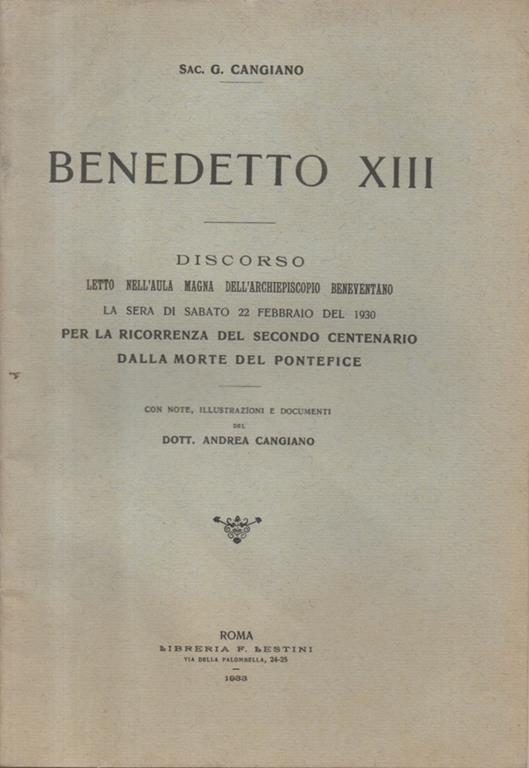 SAC. G. CANGIANO
BENEDETTO XIII
DISCORSO
LETTO NELL'AULA MAGNA DELL'ARCHIEPISCOPIO BENEVENTANO
LA SERA DI SABATO 22 FEBBRAIO DEL 1930
PER LA RICORRENZA DEL SECONDO CENTENARIO
DALLA MORTE DEL PONTEFICE
CON NOTE, ILLUSTRAZIONI E DOCUMENTI
DEL
DOTT. ANDREA CANGIANO
ROMA
LIBRERIA F. LESTINI
VIA DELLA PALOMBELLA, 24-25
1933